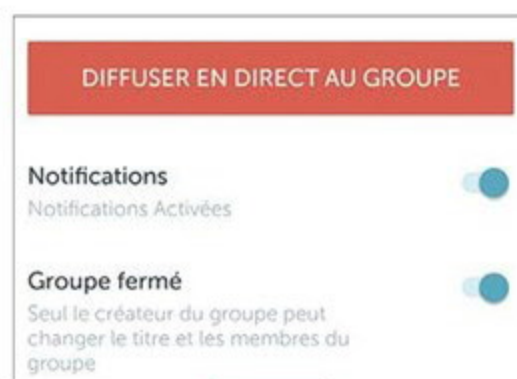 DIFFUSER EN DIRECT AU GROUPE
Notifications
Notifications Activées
Groupe fermé
Seul le créateur du groupe peut
changer le titre et les membres du
groupe